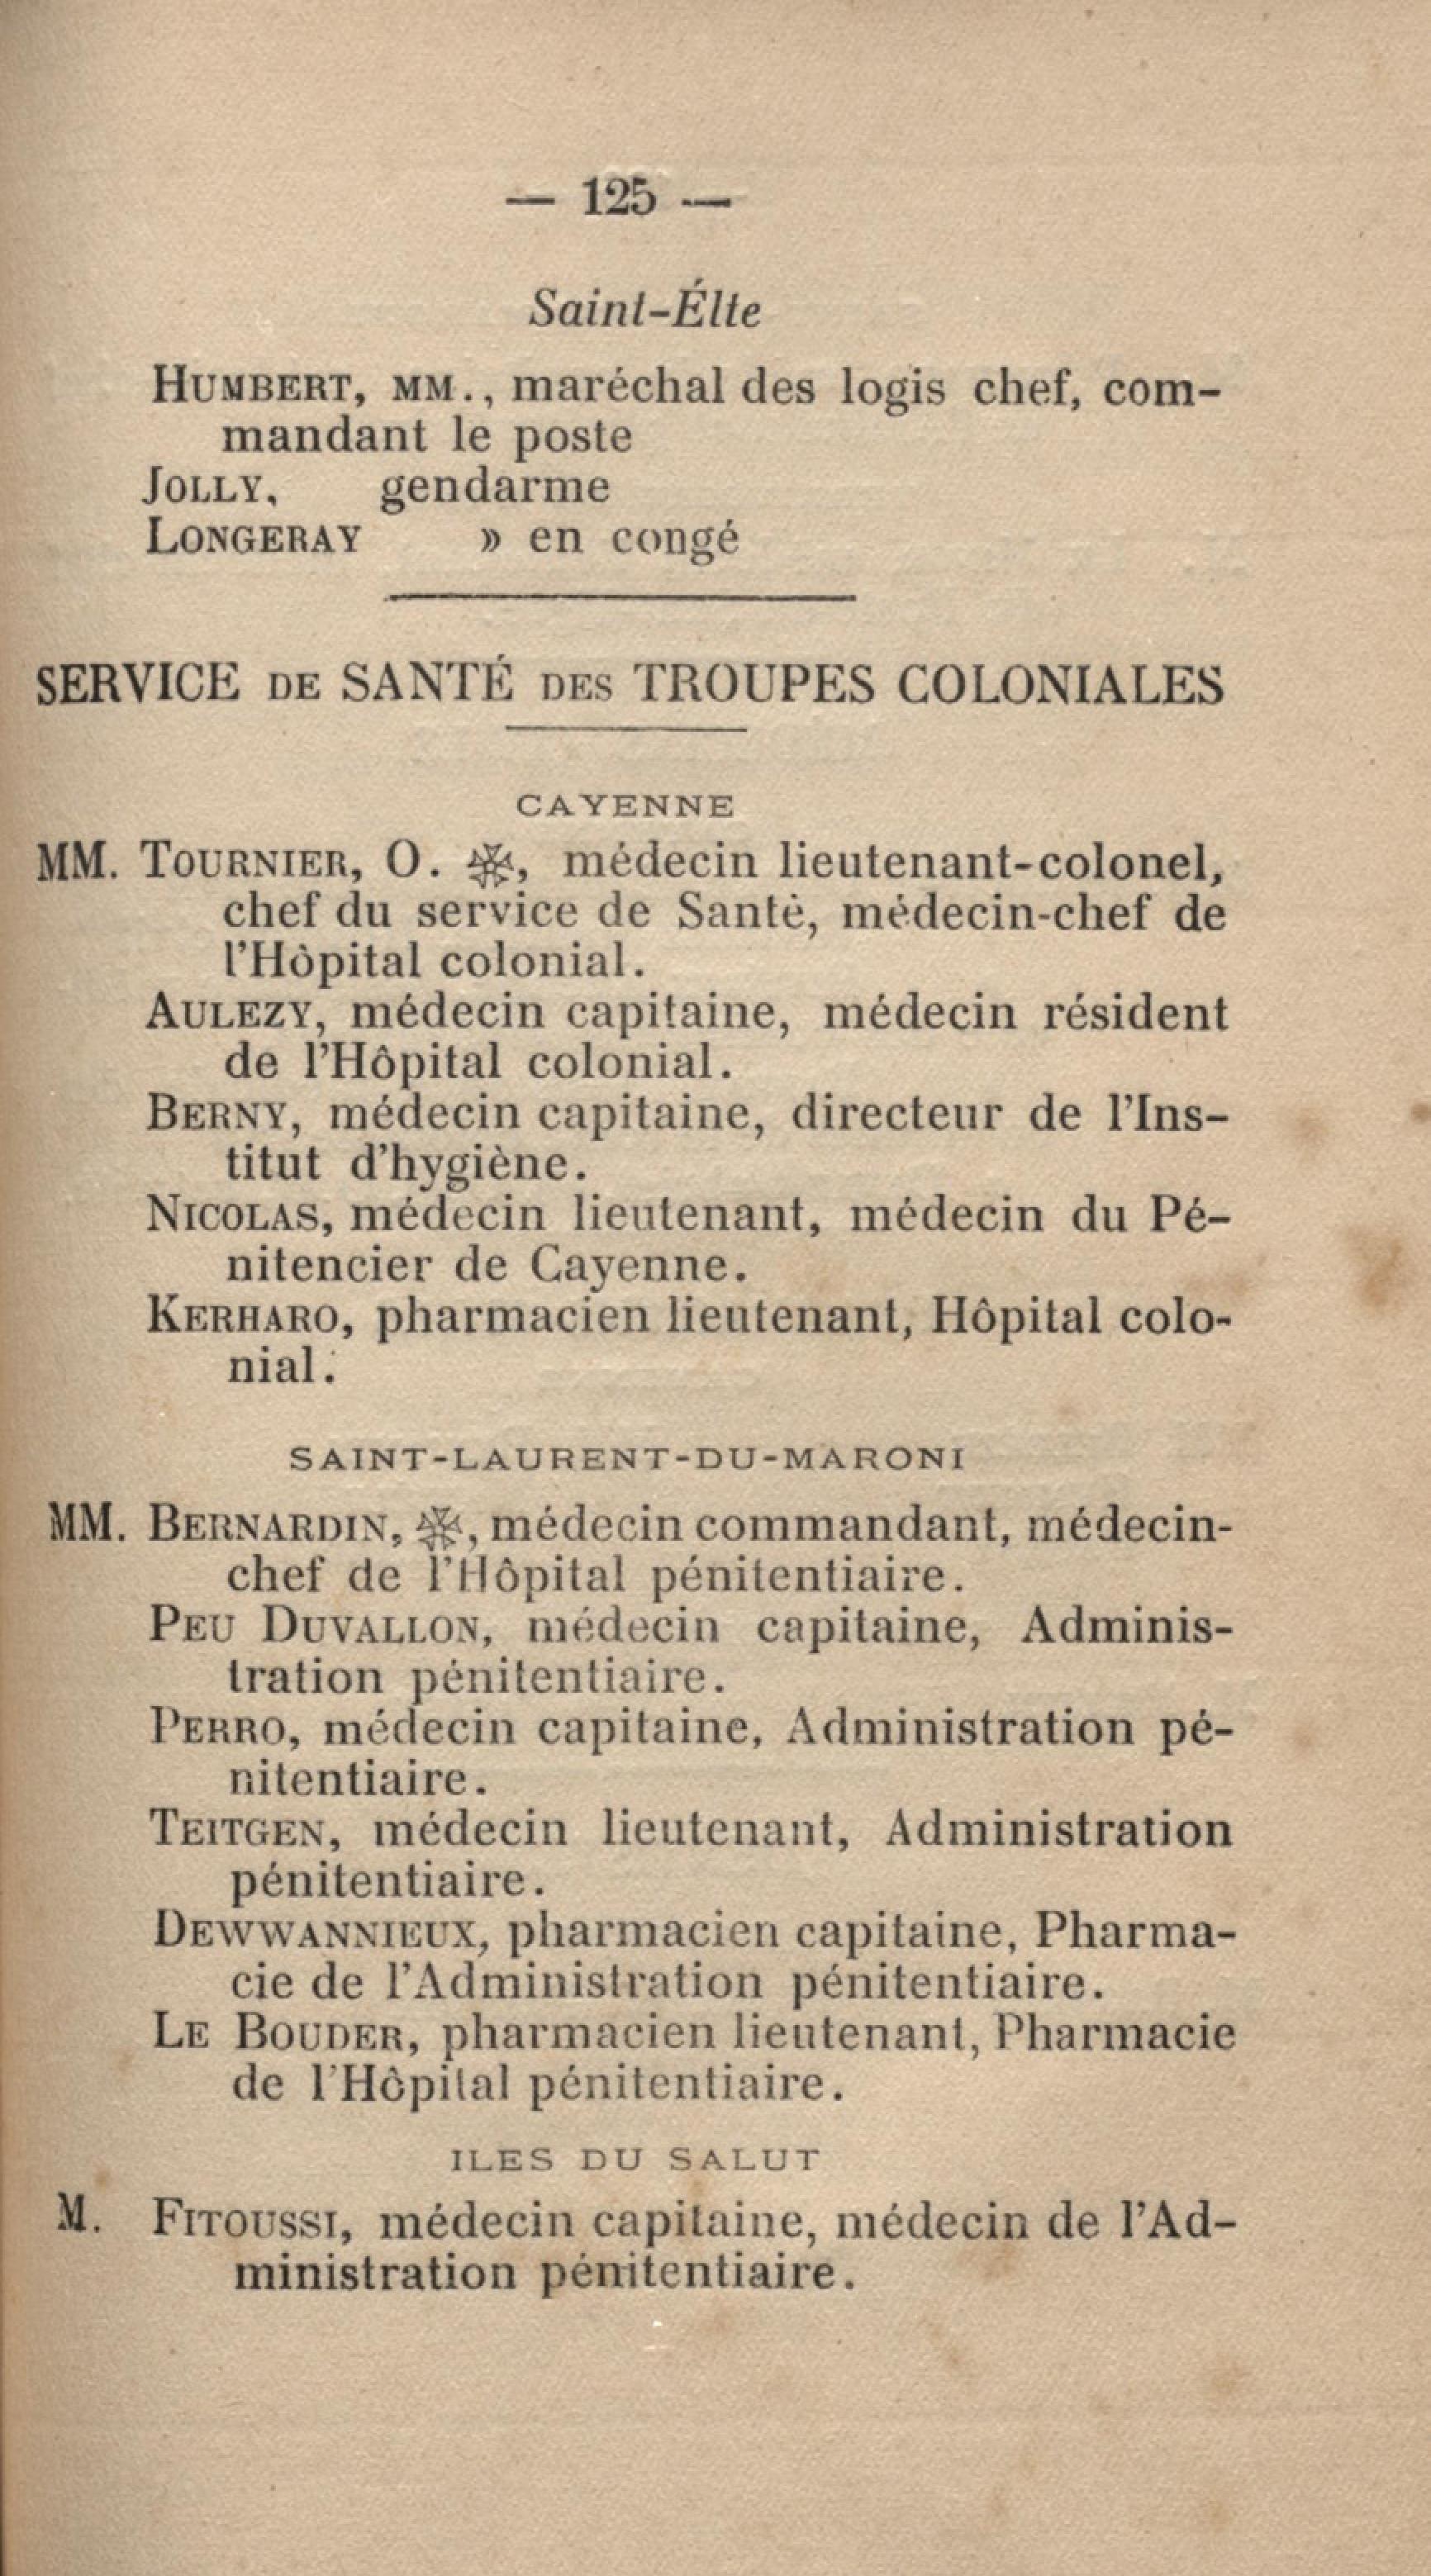 — 125 —
Saint-Élte
HUMBERT, MM., maréchal des logis chef, com-
mandant le poste
JOLLY, gendarme
LONGERAY » en congé
SERVICE DE SANTÉ DES TROUPES COLONIALES
CAYENNE
MM. TOURNIER, O. ✠, médecin lieutenant-colonel,
chef du service de Santé, médecin-chef de
l'Hôpital colonial.
AULEZY, médecin capitaine, médecin résident
de l'Hôpital colonial.
BERNY, médecin capitaine, directeur de l'Ins-
titut d'hygiène.
NICOLAS, médecin lieutenant, médecin du Pé-
nitencier de Cayenne.
KERHARO, pharmacien lieutenant, Hôpital colo-
nial.
SAINT-LAURENT-DU-MARONI
MM. BERNARDIN, ✠, médecin commandant, médecin-
chef de l'Hôpital pénitentiaire.
PEU DUVALLON, médecin capitaine, Adminis-
tration pénitentiaire.
PERRO, médecin capitaine, Administration pé-
nitentiaire.
TEITGEN, médecin lieutenant, Administration
pénitentiaire.
DEWWANNIEUX, pharmacien capitaine, Pharma-
cie de l'Administration pénitentiaire.
LE BOUDER, pharmacien lieutenant, Pharmacie
de l'Hôpital pénitentiaire.
ILES DU SALUT
M. FITOUSSI, médecin capitaine, médecin de l'Ad-
ministration pénitentiaire.